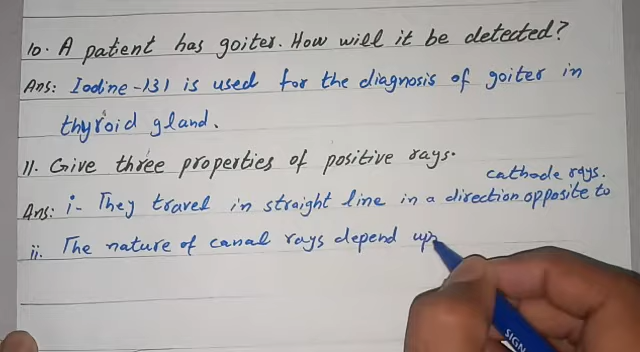 10. A patient has goiter. How will it be detected?
Ans: Iodine-131 is used for the diagnosis of goiter in
thyroid gland.
11. Give three properties of positive rays.
cathode rays.
Ans: i- They travel in straight line in a direction opposite to
ii. The nature of canal rays depend up
SIGN